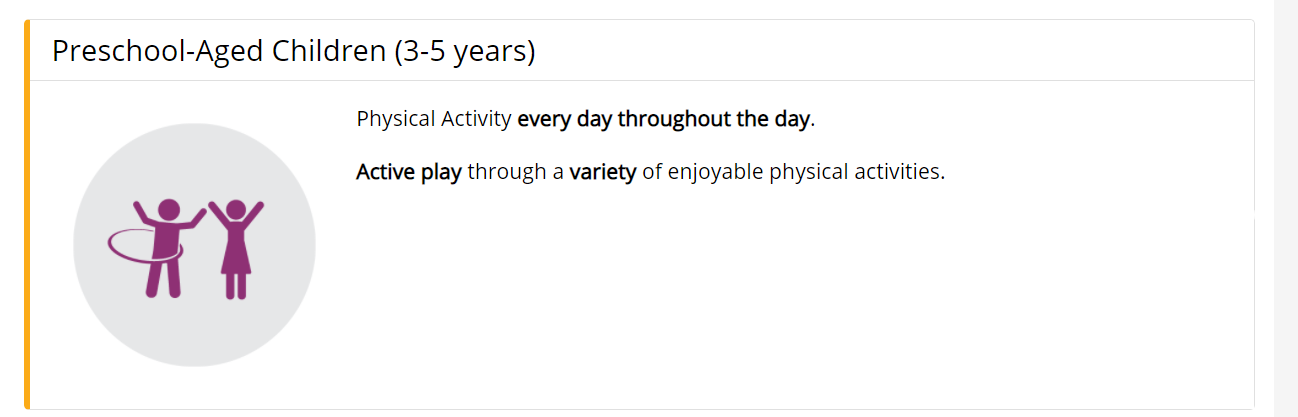 Preschool-Aged Children (3-5 years)
Physical Activity every day throughout the day.
Active play through a variety of enjoyable physical activities.